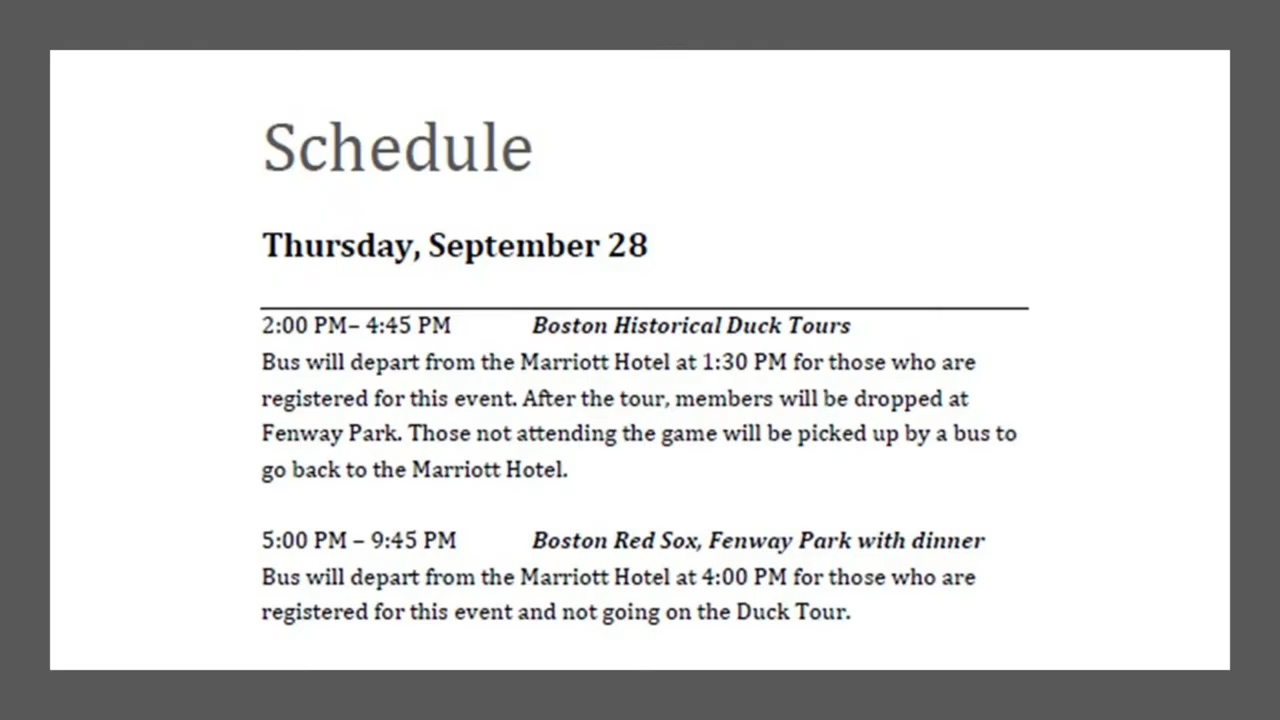 Schedule
Thursday, September 28
2:00 PM– 4:45 PM Boston Historical Duck Tours
Bus will depart from the Marriott Hotel at 1:30 PM for those who are
registered for this event. After the tour, members will be dropped at
Fenway Park. Those not attending the game will be picked up by a bus to
go back to the Marriott Hotel.
5:00 PM – 9:45 PM Boston Red Sox, Fenway Park with dinner
Bus will depart from the Marriott Hotel at 4:00 PM for those who are
registered for this event and not going on the Duck Tour.